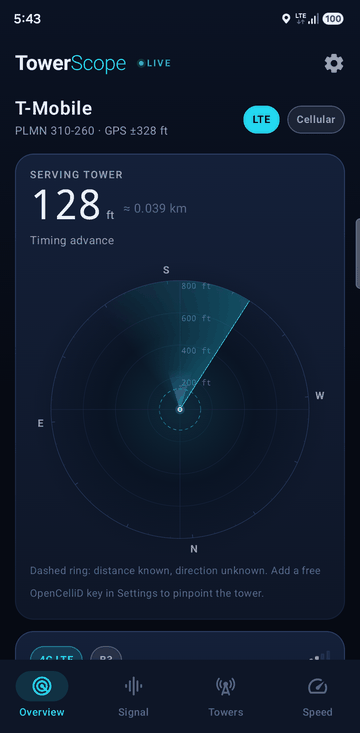 5:43
LTE
100
TowerScope
LIVE
T-Mobile
PLMN 310-260 · GPS ±328 ft
LTE
Cellular
SERVING TOWER
128 ft ≈ 0.039 km
Timing advance
S
800 ft
600 ft
400 ft
200 ft
W
E
N
Dashed ring: distance known, direction unknown. Add a free
OpenCelliD key in Settings to pinpoint the tower.
4G LTE
B2
Overview
Signal
Towers
Speed